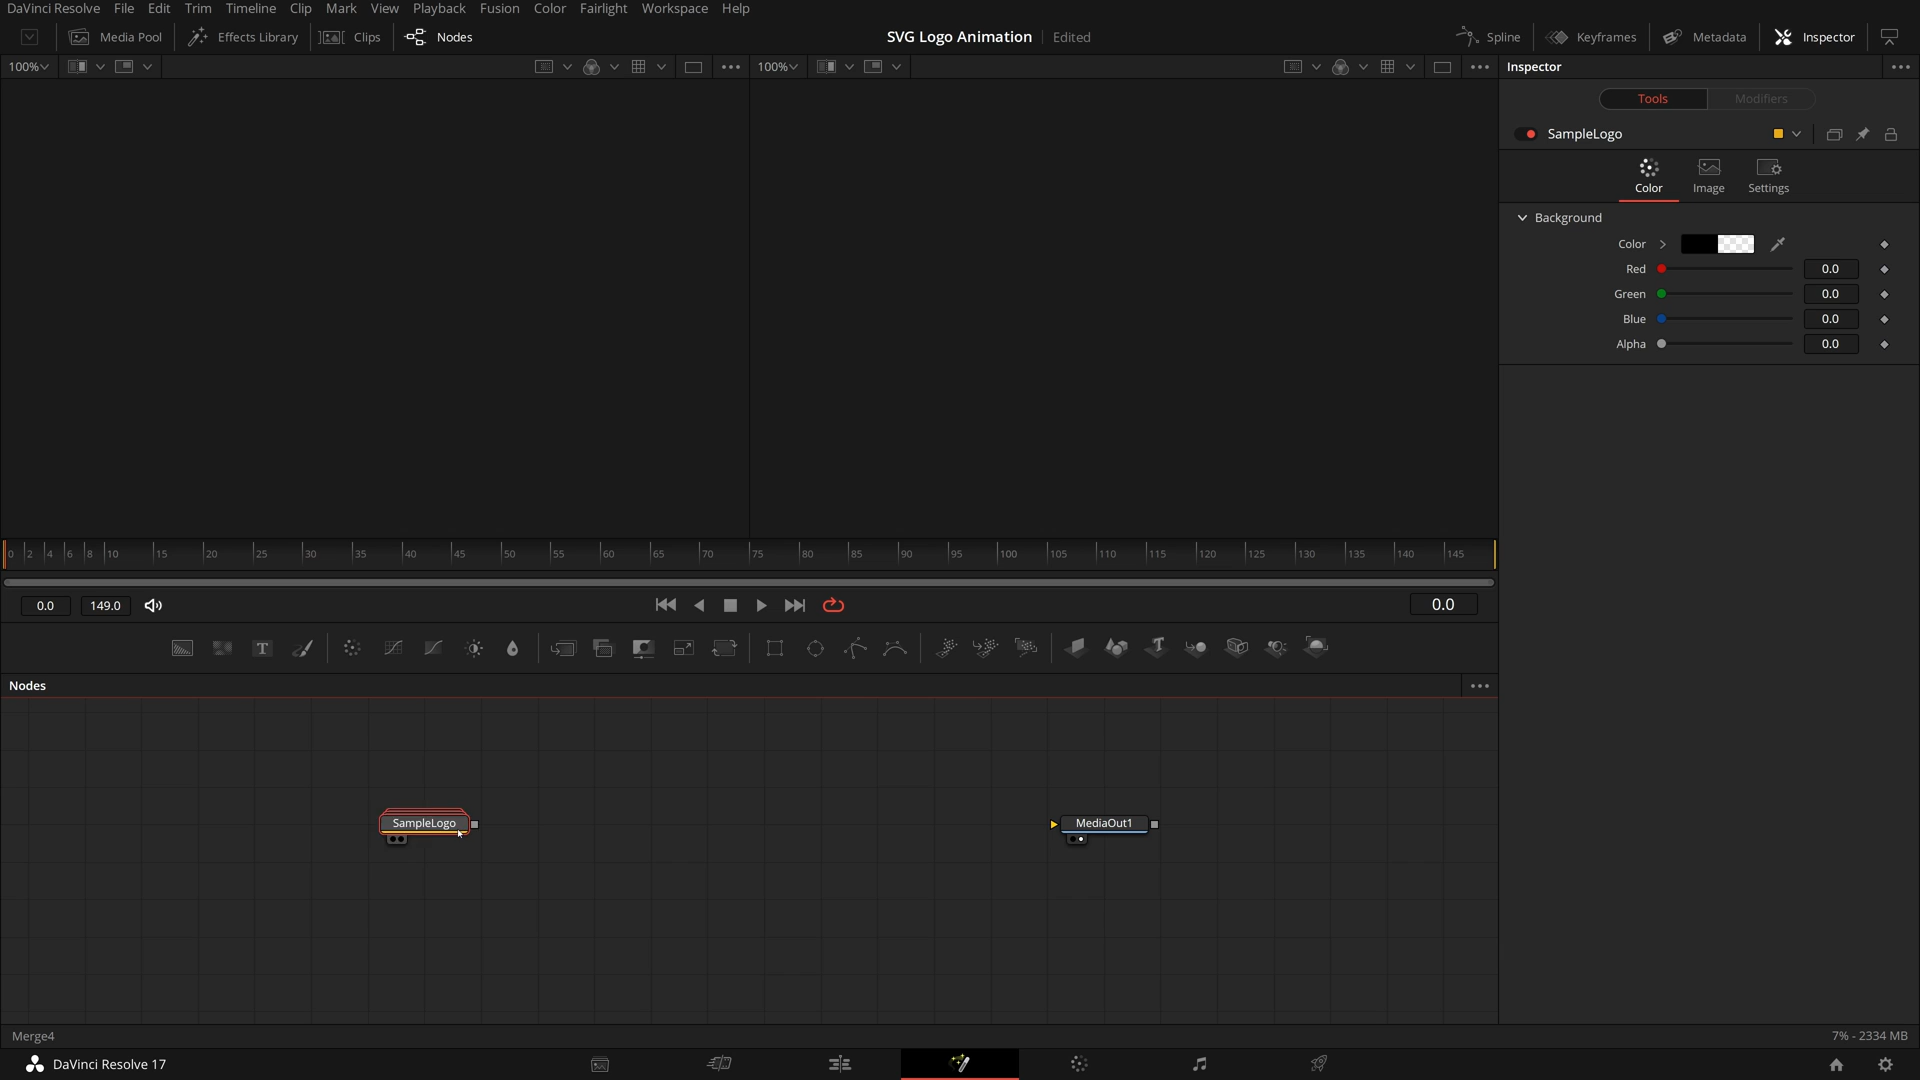 DaVinci Resolve File Edit Trim Timeline Clip Mark View Playback Fusion Color Fairlight Workspace Help
Media Pool Effects Library Clips Nodes SVG Logo Animation Edited Spline Keyframes Metadata Inspector
100% 100% Inspector
Tools Modifiers
SampleLogo
Color Image Settings
Background
Color
Red 0.0
Green 0.0
Blue 0.0
Alpha 0.0
0 2 4 6 8 10 15 20 25 30 35 40 45 50 55 60 65 70 75 80 85 90 95 100 105 110 115 120 125 130 135 140 145
0.0 149.0 0.0
T T
Nodes
SampleLogo MediaOut1
Merge4 7% - 2334 MB
DaVinci Resolve 17